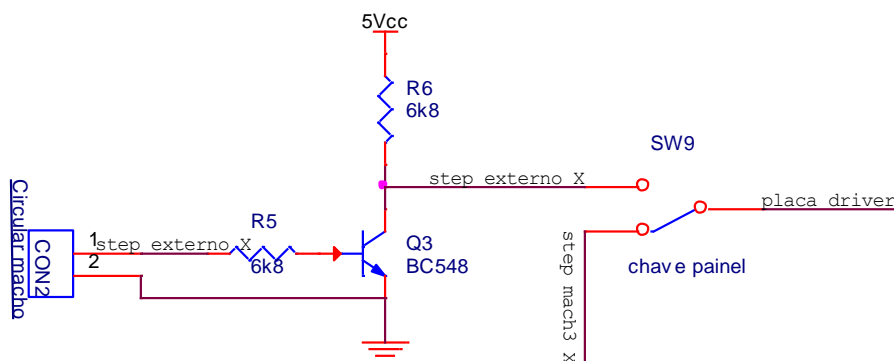 5Vcc
R6
6k8
SW9
step externo X
placa driver
Circular macho
CON2
1
2
step externo X
R5
6k8
Q3
BC548
chave painel
step mach3 X